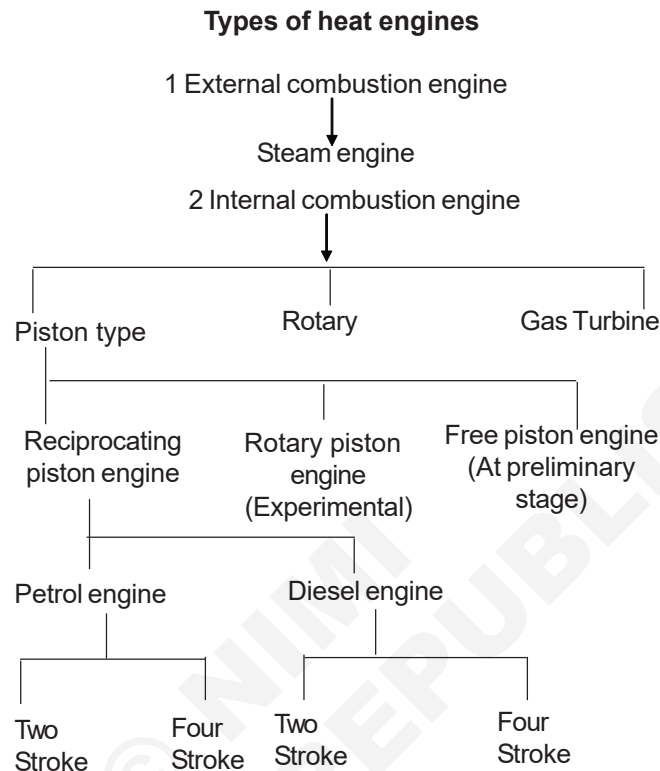 Types of heat engines
1 External combustion engine
Steam engine
2 Internal combustion engine
Piston type
Rotary
Gas Turbine
Reciprocating
piston engine
Rotary piston
engine
(Experimental)
Free piston engine
(At preliminary
stage)
Petrol engine
Diesel engine
Two
Stroke
Four
Stroke
Two
Stroke
Four
Stroke
© NIMI
REPUBLIS